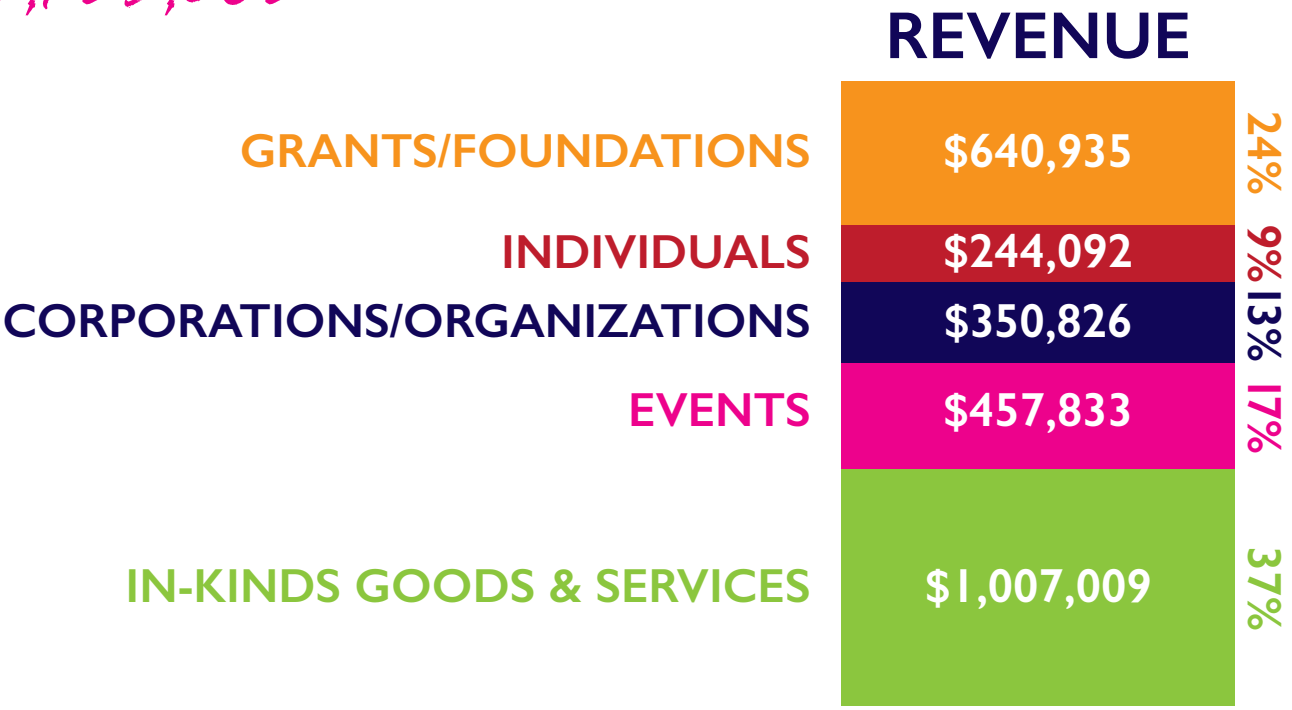 REVENUE
GRANTS/FOUNDATIONS $640,935 24%
INDIVIDUALS $244,092 9%
CORPORATIONS/ORGANIZATIONS $350,826 13%
EVENTS $457,833 17%
IN-KINDS GOODS & SERVICES $1,007,009 37%